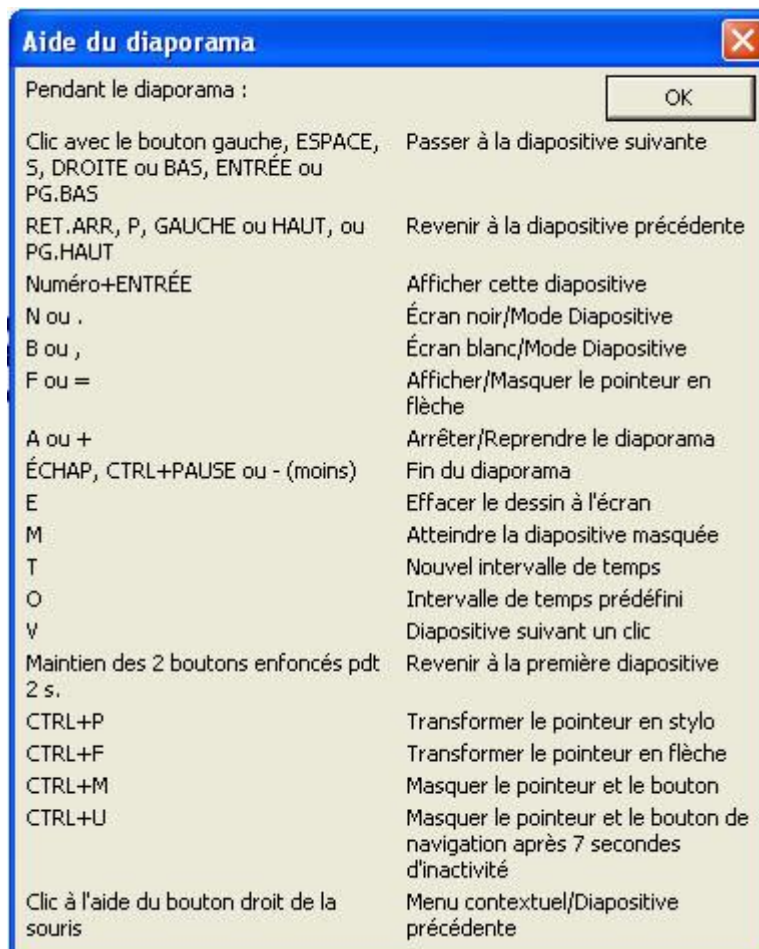 Aide du diaporama
Pendant le diaporama :
OK
Clic avec le bouton gauche, ESPACE, Passer à la diapositive suivante
S, DROITE ou BAS, ENTRÉE ou
PG.BAS
RET.ARR, P, GAUCHE ou HAUT, ou Revenir à la diapositive précédente
PG.HAUT
Numéro+ENTRÉE Afficher cette diapositive
N ou . Écran noir/Mode Diapositive
B ou , Écran blanc/Mode Diapositive
F ou = Afficher/Masquer le pointeur en
flèche
A ou + Arrêter/Reprendre le diaporama
ÉCHAP, CTRL+PAUSE ou - (moins) Fin du diaporama
E Effacer le dessin à l'écran
M Atteindre la diapositive masquée
T Nouvel intervalle de temps
O Intervalle de temps prédéfini
V Diapositive suivant un clic
Maintien des 2 boutons enfoncés pdt Revenir à la première diapositive
2 s.
CTRL+P Transformer le pointeur en stylo
CTRL+F Transformer le pointeur en flèche
CTRL+M Masquer le pointeur et le bouton
CTRL+U Masquer le pointeur et le bouton de
navigation après 7 secondes
d'inactivité
Clic à l'aide du bouton droit de la Menu contextuel/Diapositive
souris précédente